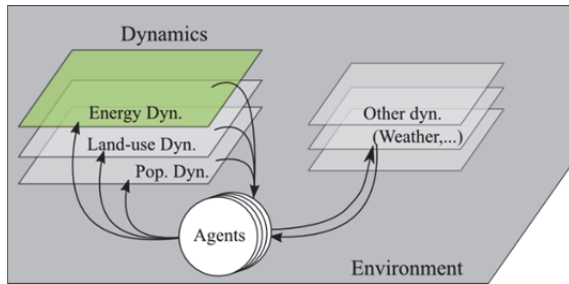 Dynamics
Energy Dyn.
Land-use Dyn.
Pop. Dyn.
Other dyn.
(Weather,...)
Agents
Environment